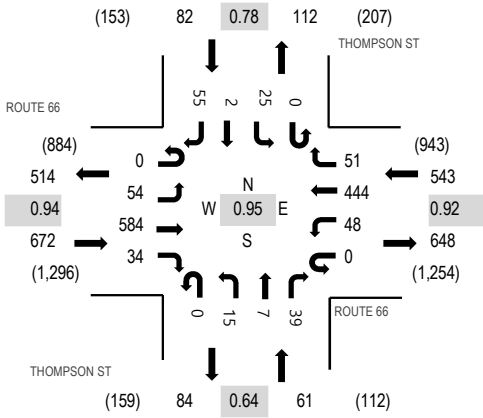 (153) 82 0.78 112 (207)
THOMPSON ST
55 2 25 0
ROUTE 66
(884) (943)
0 51
514 543
54 N 444
0.94 W 0.95 E 0.92
584 S 48
672 648
34 0
(1,296) (1,254)
0 15 7 39
ROUTE 66
THOMPSON ST
(159) 84 0.64 61 (112)